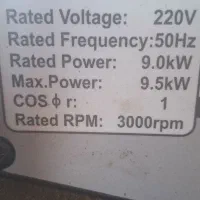 Rated Voltage: 220V
Rated Frequency:50Hz
Rated Power: 9.0kW
Max.Power: 9.5kW
COS ϕ r: 1
Rated RPM: 3000rpm